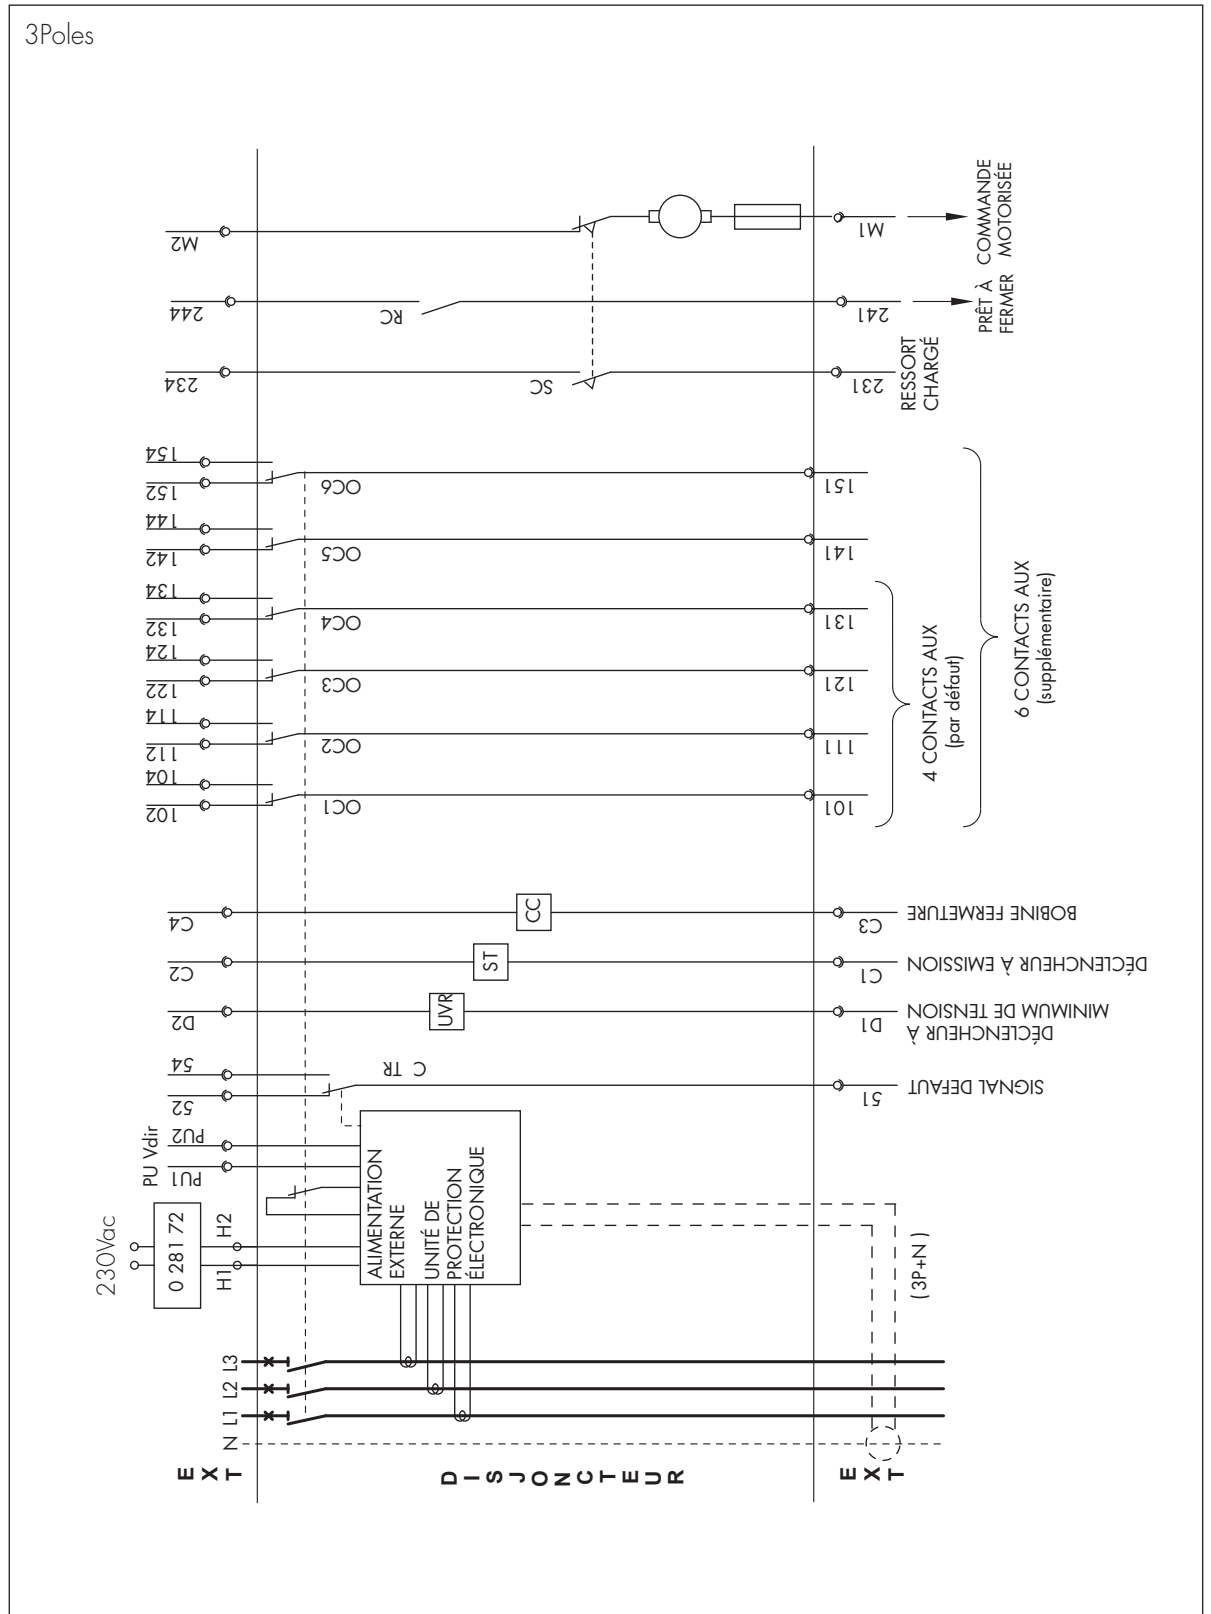 3Poles
COMMANDE
MOTORISÉE
M2
M1
PRÊT À
FERMER
244
RC
241
RESSORT
CHARGÉ
234
SC
231
154
152
OC6
151
144
142
OC5
141
134
132
OC4
131
124
122
OC3
121
114
112
OC2
111
104
102
OC1
101
4 CONTACTS AUX
(par défaut)
6 CONTACTS AUX
(supplémentaire)
C4
CC
C3
BOBINE FERMETURE
C2
ST
C1
DÉCLENCHEUR À EMISSION
D2
UVR
D1
DÉCLENCHEUR À
MINIMUM DE TENSION
54
52
C TR
51
SIGNAL DEFAUT
PU Vdir
PU2
PU1
230Vac
0 281 72
H2
H1
ALIMENTATION
EXTERNE
UNITÉ DE
PROTECTION
ÉLECTRONIQUE
( 3P+N )
L3
L2
L1
N
EXT
DISJONCTEUR
EXT